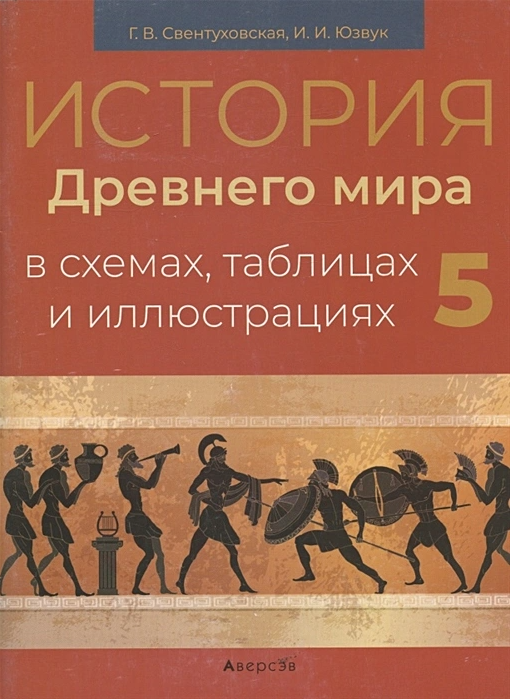 Г. В. Свентуховская, И. И. Юзвук
ИСТОРИЯ
Древнего мира
в схемах, таблицах
и иллюстрациях
5
Аверсэв